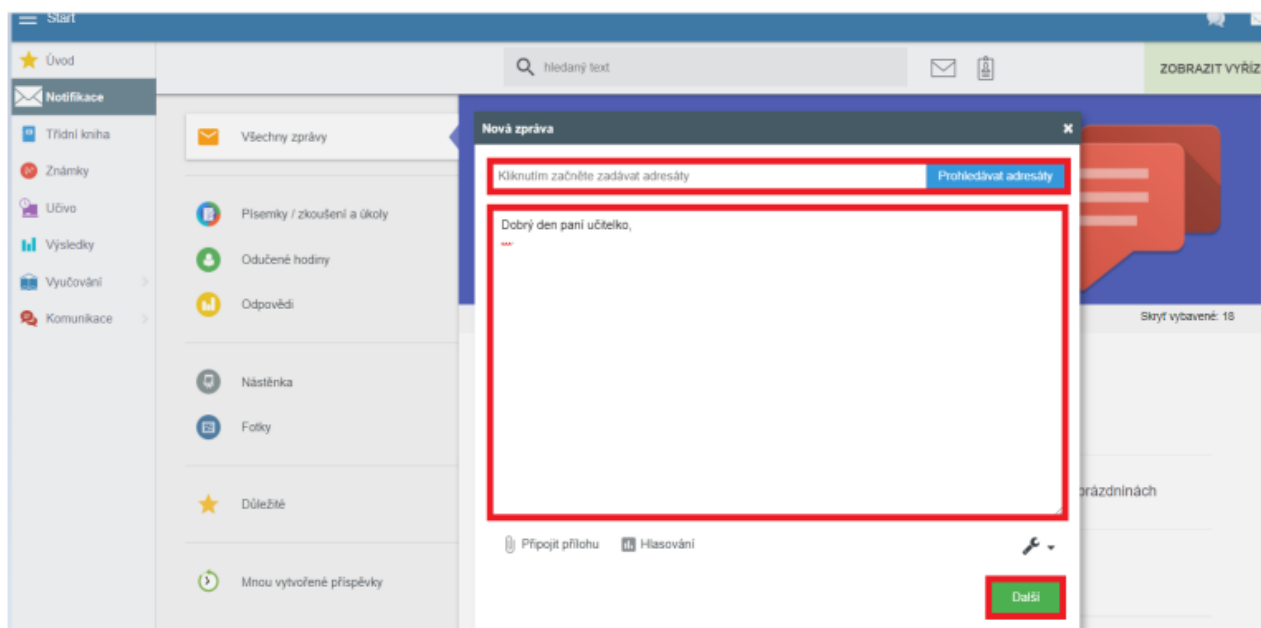 Start
Úvod
Notifikace
Třídní kniha
Známky
Učivo
Výsledky
Vyučování
Komunikace
hledaný text
ZOBRAZIT VYŘÍZ
Všechny zprávy
Písemky / zkoušení a úkoly
Odučené hodiny
Odpovědi
Nástěnka
Fotky
Důležité
Mnou vytvořené příspěvky
Nová zpráva
Kliknutím začněte zadávat adresáty
Prohledávat adresáty
Dobrý den paní učitelko,
....
Připojit přílohu
Hlasování
Další
Skryť vybavené: 18
prázdninách